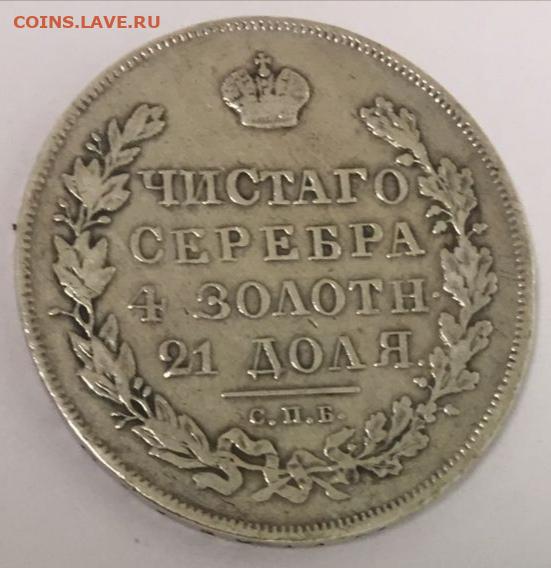 COINS.LAVE.RU
ЧИСТАГО
СЕРЕБРА
4 ЗОЛОТН.
21 ДОЛЯ.
С.П.Б.